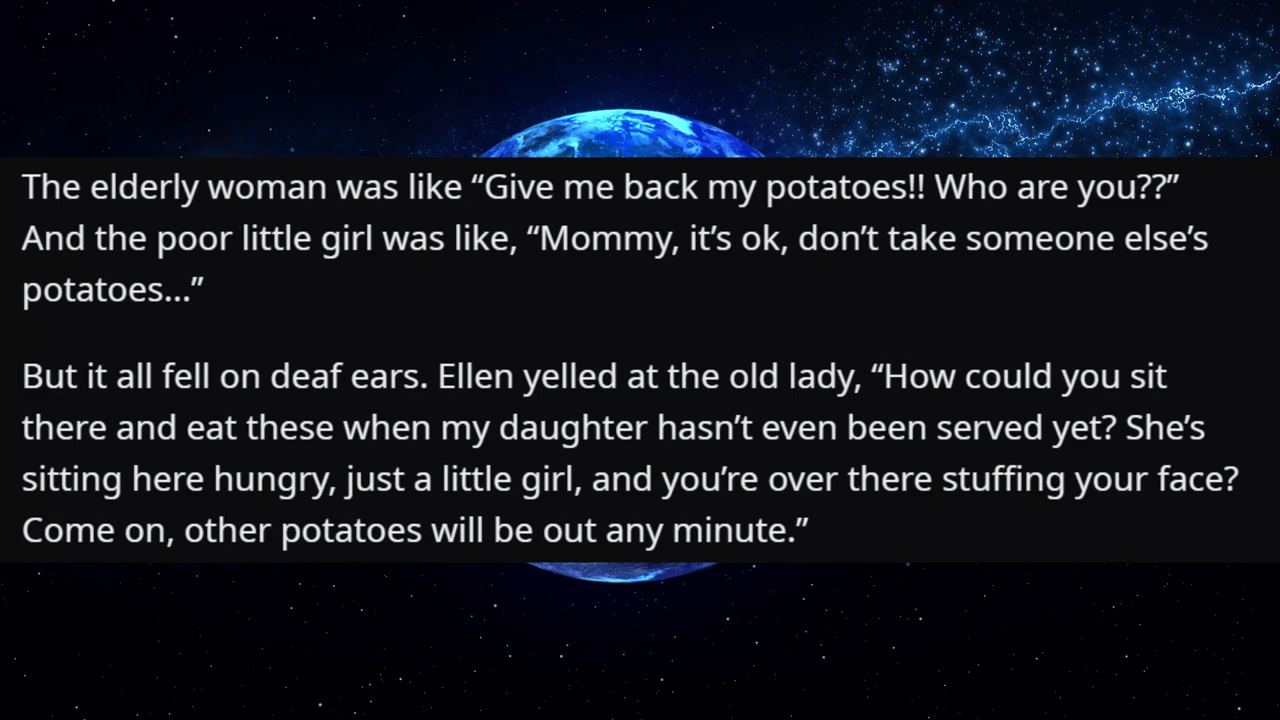 The elderly woman was like “Give me back my potatoes!! Who are you??”
And the poor little girl was like, “Mommy, it’s ok, don’t take someone else’s
potatoes...”
But it all fell on deaf ears. Ellen yelled at the old lady, “How could you sit
there and eat these when my daughter hasn’t even been served yet? She’s
sitting here hungry, just a little girl, and you’re over there stuffing your face?
Come on, other potatoes will be out any minute.”